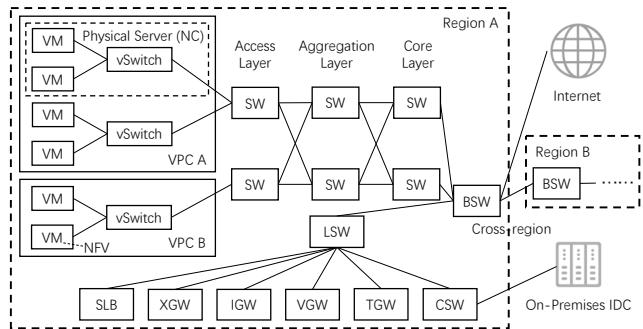 Region A
Physical Server (NC)
VM
vSwitch
VM
VM
vSwitch
VM
VPC A
VM
vSwitch
VM
NFV
VPC B
Access
Layer
Aggregation
Layer
Core
Layer
SW
SW
SW
SW
SW
SW
BSW
Internet
Region B
BSW
......
Cross-region
LSW
SLB
XGW
IGW
VGW
TGW
CSW
On-Premises IDC